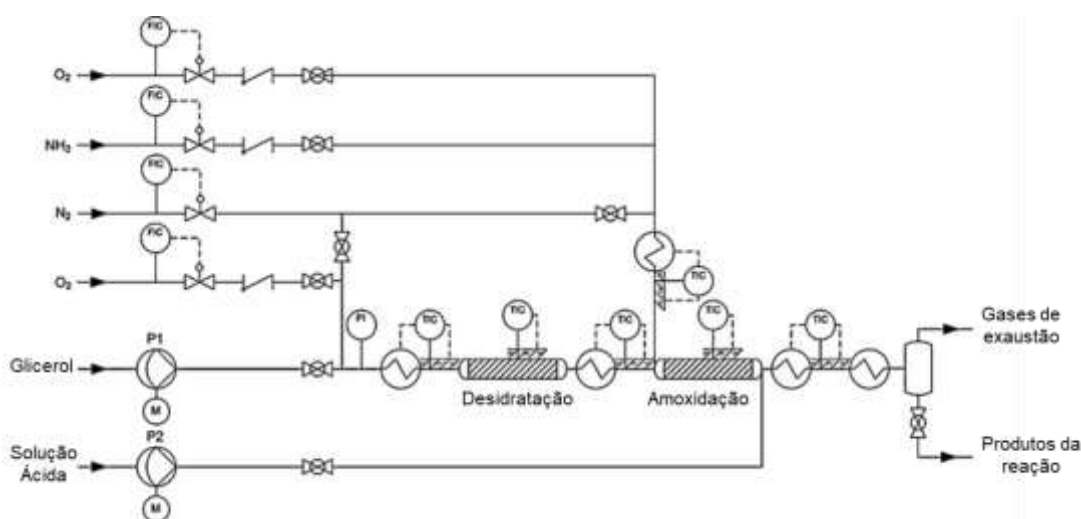 FIC
O₂
FIC
NH₃
FIC
N₂
FIC
O₂
TIC
PI
TIC
TIC
TIC
TIC
TIC
Gases de
exaustão
P1
Glicerol
M
Desidratação
Amoxidação
P2
Solução
Ácida
M
Produtos da
reação